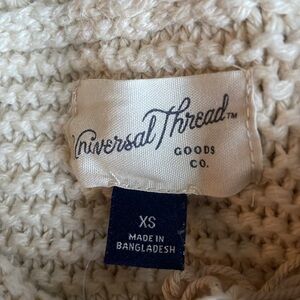 Universal Thread™
GOODS
CO.
XS
MADE IN
BANGLADESH